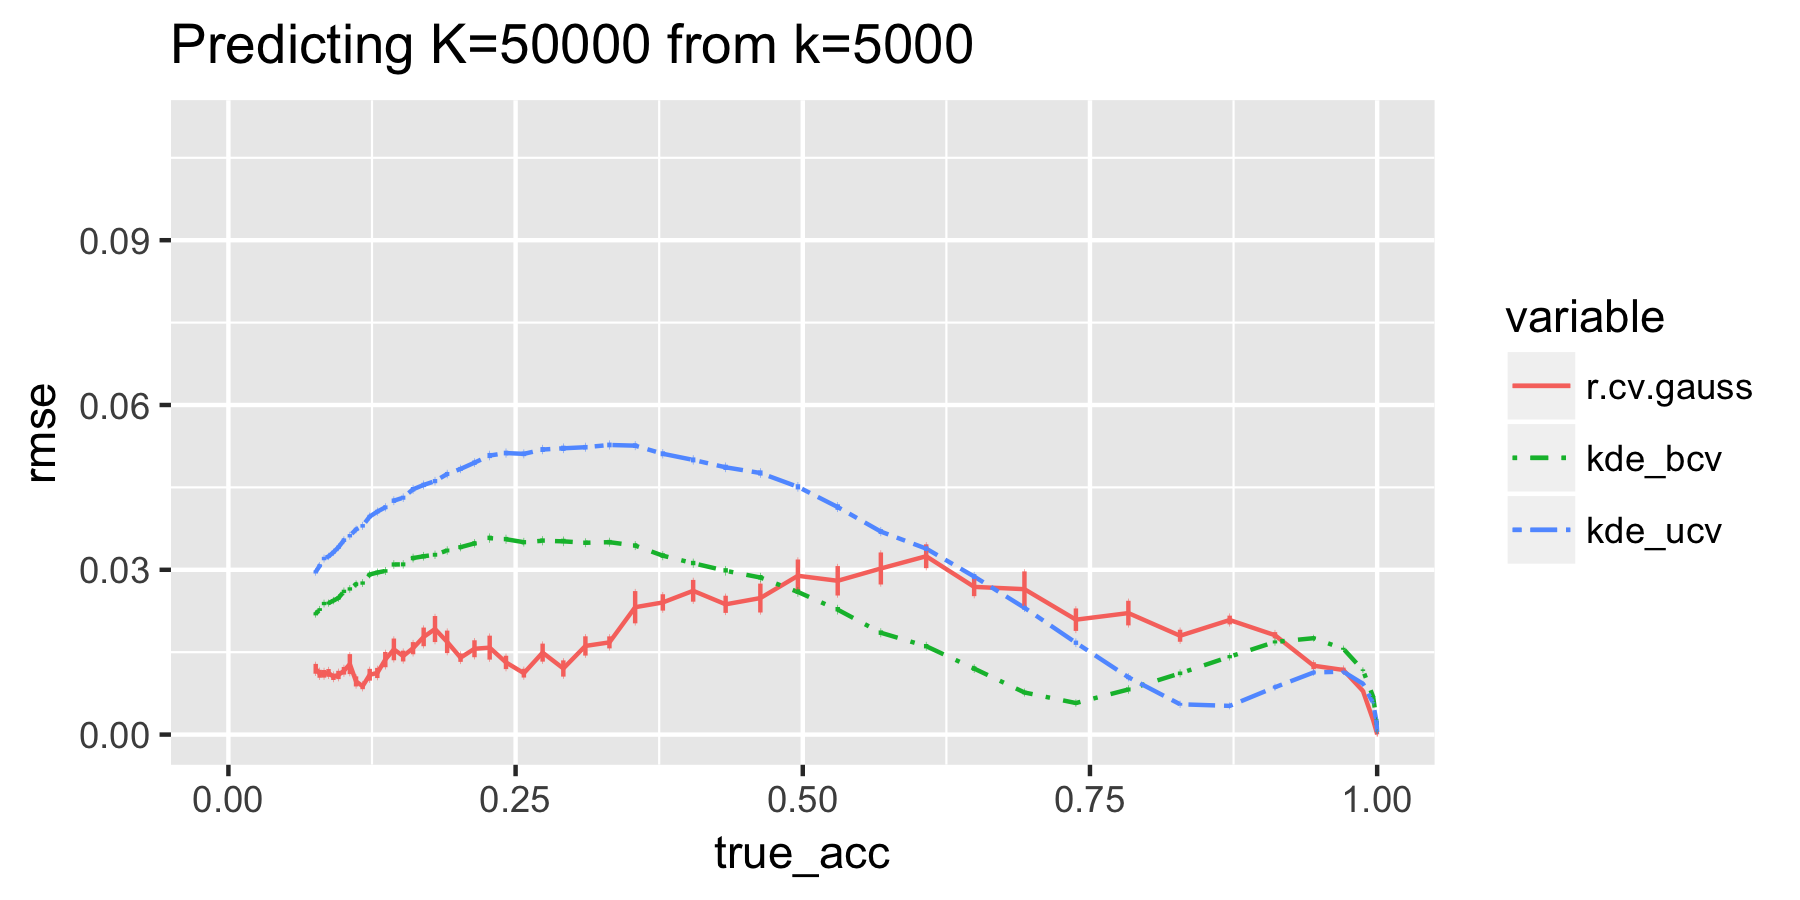 Predicting K=50000 from k=5000
rmse
0.09
0.06
0.03
0.00
0.00 0.25 0.50 0.75 1.00
true_acc
variable
r.cv.gauss
kde_bcv
kde_ucv